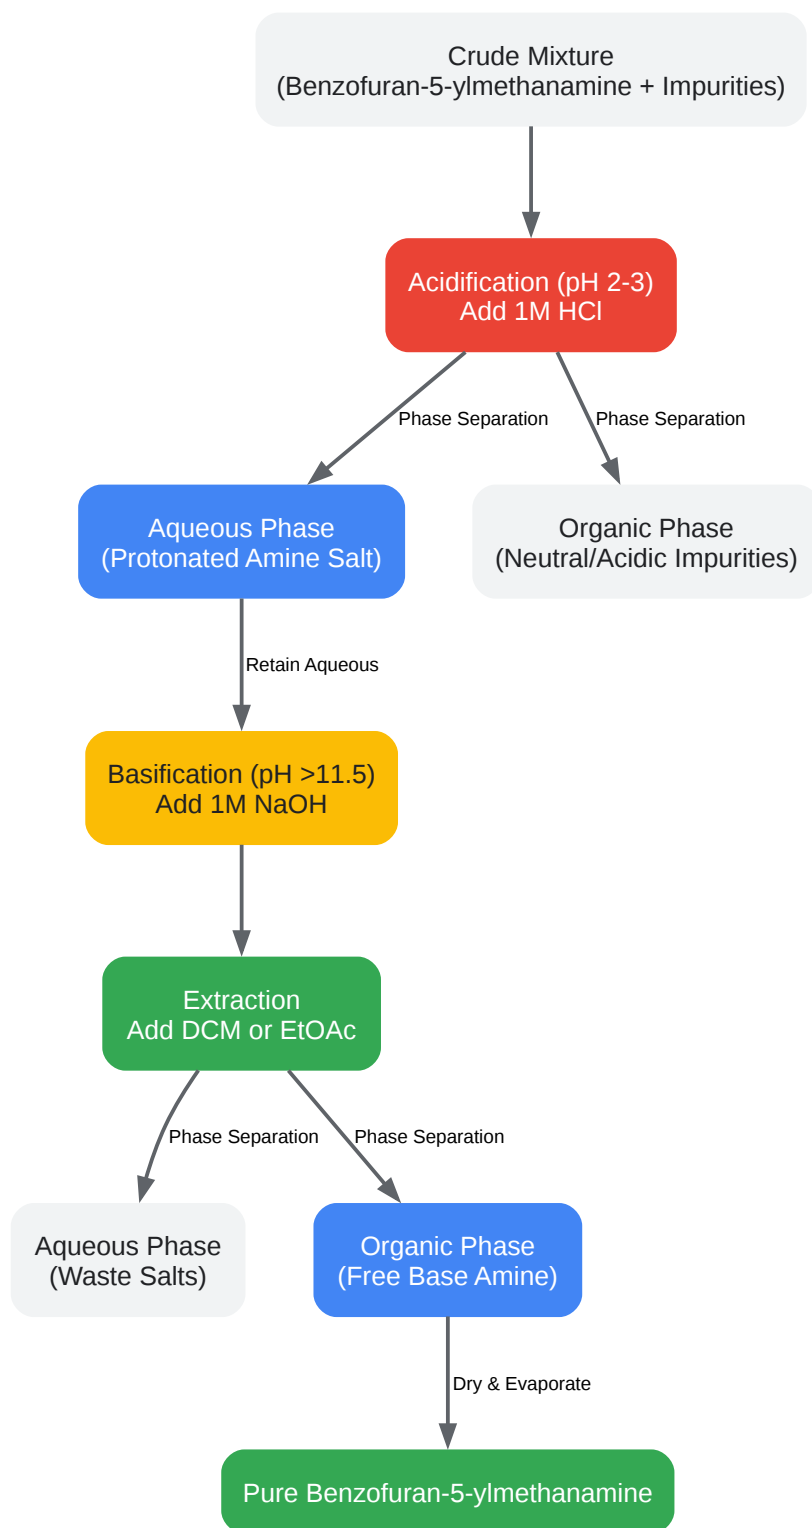 Crude Mixture
(Benzofuran-5-ylmethanamine + Impurities)
Acidification (pH 2-3)
Add 1M HCl
Phase Separation
Phase Separation
Aqueous Phase
(Protonated Amine Salt)
Organic Phase
(Neutral/Acidic Impurities)
Retain Aqueous
Basification (pH >11.5)
Add 1M NaOH
Extraction
Add DCM or EtOAc
Phase Separation
Phase Separation
Aqueous Phase
(Waste Salts)
Organic Phase
(Free Base Amine)
Dry & Evaporate
Pure Benzofuran-5-ylmethanamine